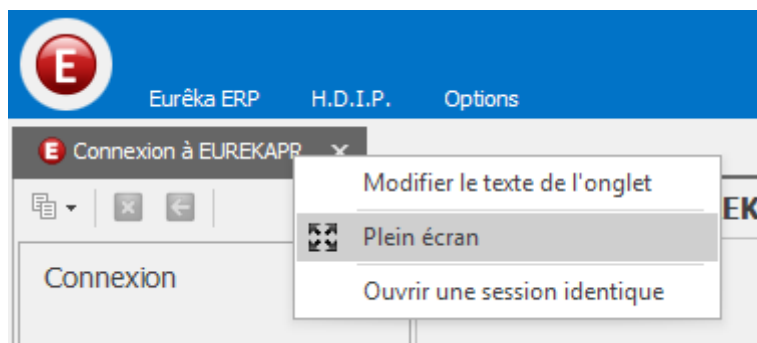 E
Eurêka ERP H.D.I.P. Options
E Connexion à EUREKAPR
Modifier le texte de l'onglet
EK
Plein écran
Connexion
Ouvrir une session identique